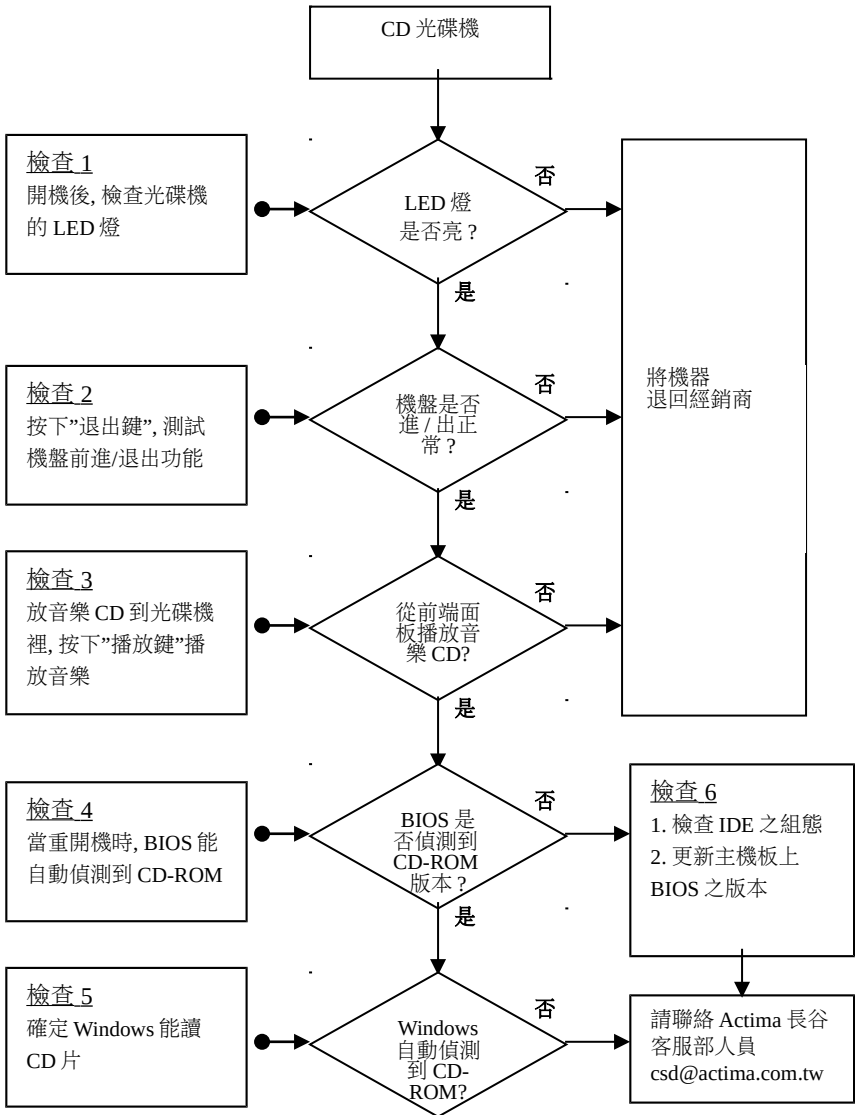 CD 光碟機
檢查 1
開機後, 檢查光碟機
的 LED 燈
LED 燈
是否亮 ?
否
是
將機器
退回經銷商
檢查 2
按下”退出鍵”, 測試
機盤前進/退出功能
機盤是否
進 / 出正
常 ?
否
是
檢查 3
放音樂 CD 到光碟機
裡, 按下”播放鍵”播
放音樂
從前端面
板播放音
樂 CD?
否
是
檢查 4
當重開機時, BIOS 能
自動偵測到 CD-ROM
BIOS 是
否偵測到
CD-ROM
版本 ?
否
是
檢查 6
1. 檢查 IDE 之組態
2. 更新主機板上
BIOS 之版本
檢查 5
確定 Windows 能讀
CD 片
Windows
自動偵測
到 CD-
ROM?
否
請聯絡 Actima 長谷
客服部人員
csd@actima.com.tw